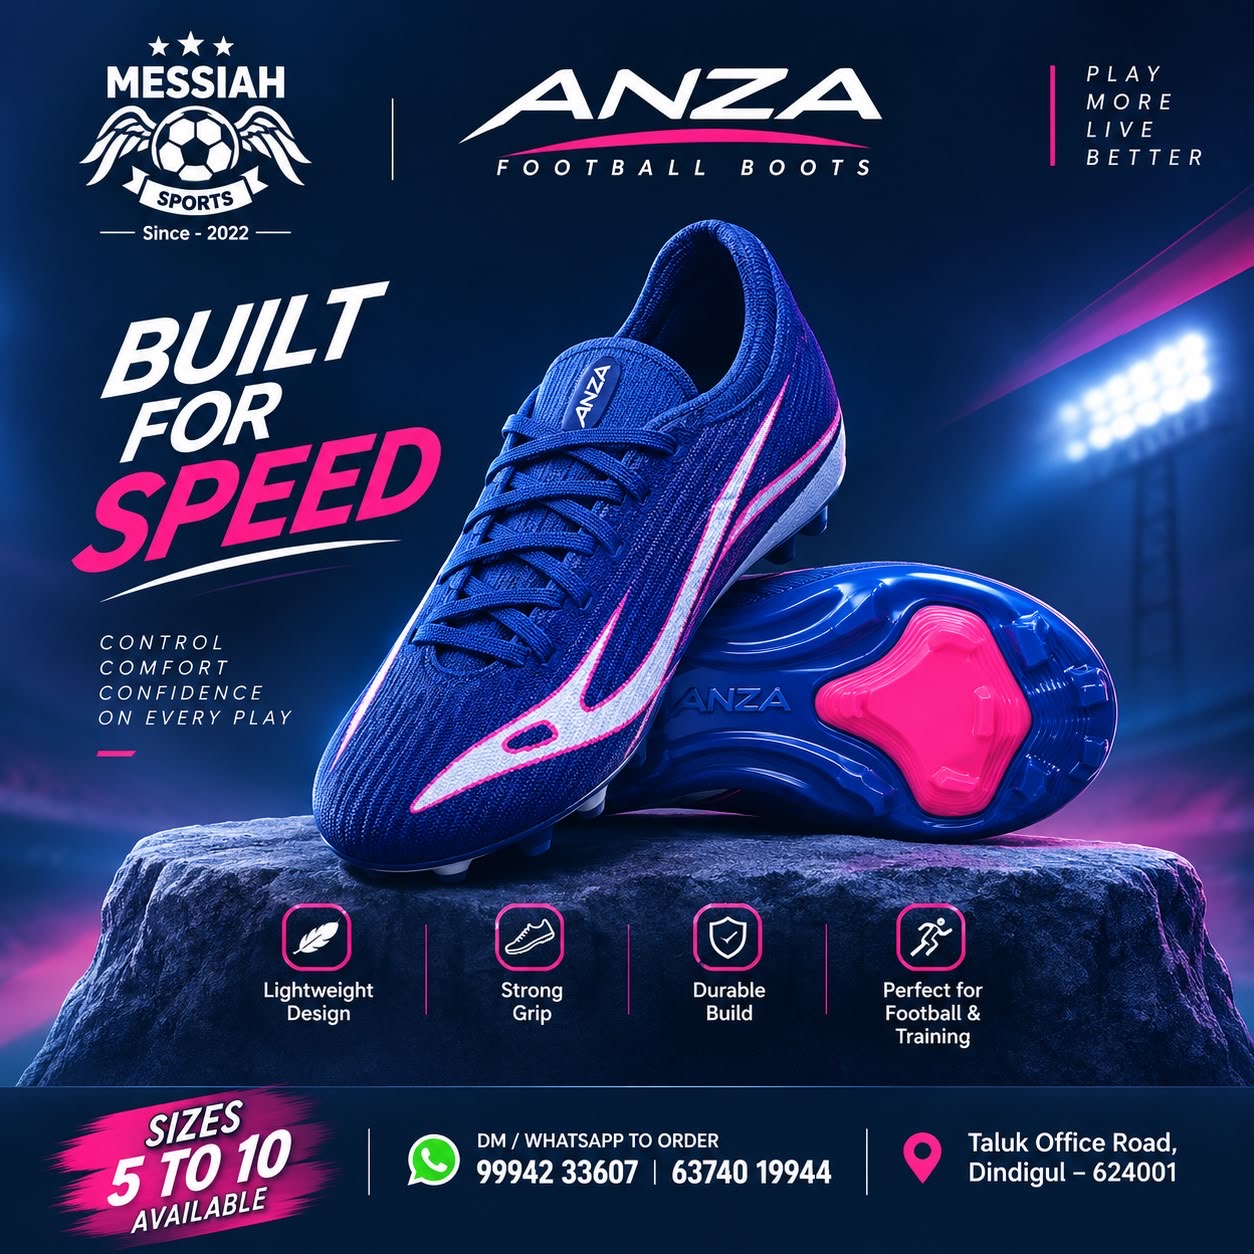 MESSIAH
SPORTS
Since - 2022
ANZA
FOOTBALL BOOTS
PLAY
MORE
LIVE
BETTER
BUILT
FOR
SPEED
CONTROL
COMFORT
CONFIDENCE
ON EVERY PLAY
ANZA
ANZA
Lightweight
Design
Strong
Grip
Durable
Build
Perfect for
Football &
Training
SIZES
5 TO 10
AVAILABLE
DM / WHATSAPP TO ORDER
99942 33607 | 63740 19944
Taluk Office Road,
Dindigul – 624001